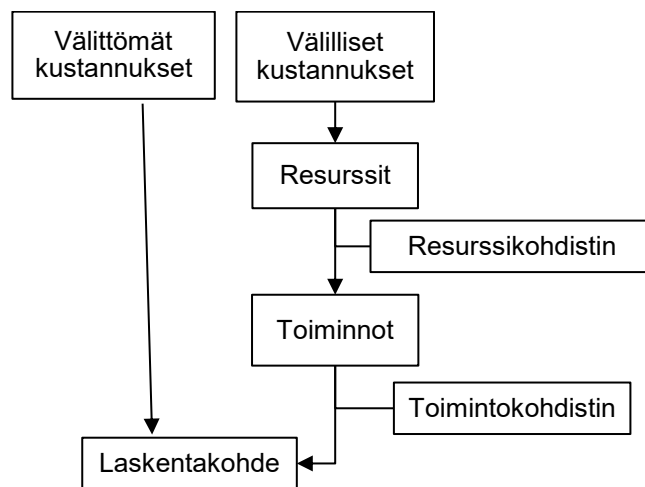 Välittömät
kustannukset
Välilliset
kustannukset
Resurssit
Resurssikohdistin
Toiminnot
Toimintokohdistin
Laskentakohde